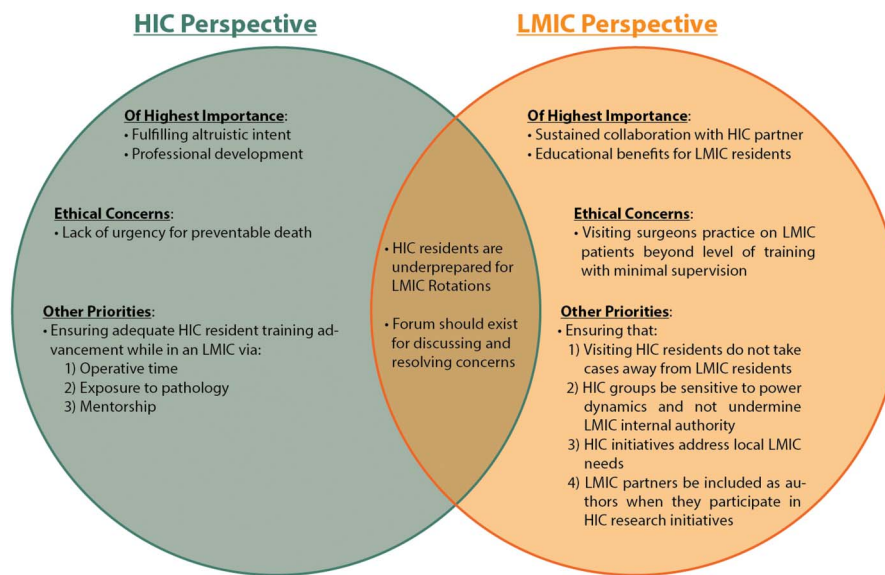 HIC Perspective
LMIC Perspective
Of Highest Importance:
• Fulfilling altruistic intent
• Professional development
Ethical Concerns:
• Lack of urgency for preventable death
Other Priorities:
• Ensuring adequate HIC resident training ad-
vancement while in an LMIC via:
1) Operative time
2) Exposure to pathology
3) Mentorship
• HIC residents are
underprepared for
LMIC Rotations
• Forum should exist
for discussing and
resolving concerns
Of Highest Importance:
• Sustained collaboration with HIC partner
• Educational benefits for LMIC residents
Ethical Concerns:
• Visiting surgeons practice on LMIC
patients beyond level of training
with minimal supervision
Other Priorities:
• Ensuring that:
1) Visiting HIC residents do not take
cases away from LMIC residents
2) HIC groups be sensitive to power
dynamics and not undermine
LMIC internal authority
3) HIC initiatives address local LMIC
needs
4) LMIC partners be included as au-
thors when they participate in
HIC research initiatives